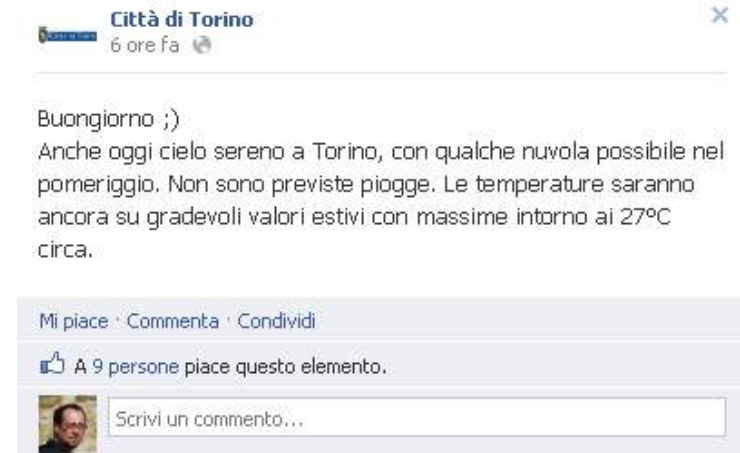 Città di Torino
6 ore fa
Buongiorno ;)
Anche oggi cielo sereno a Torino, con qualche nuvola possibile nel
pomeriggio. Non sono previste piogge. Le temperature saranno
ancora su gradevoli valori estivi con massime intorno ai 27ºC
circa.
Mi piace · Commenta · Condividi
A 9 persone piace questo elemento.
Scrivi un commento...